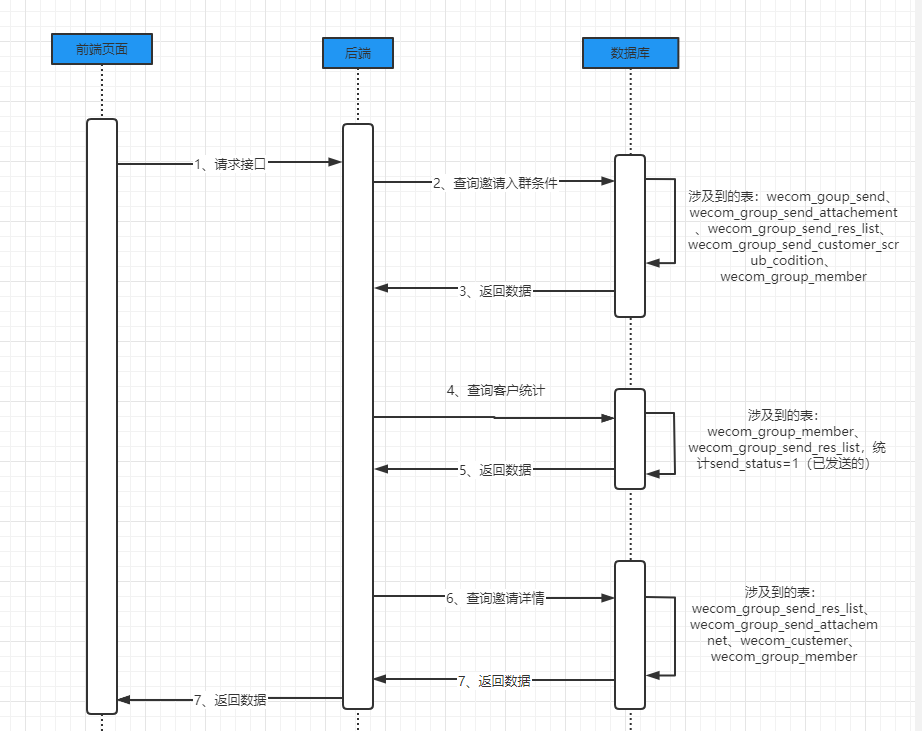 前端页面
后端
数据库
1、请求接口
2、查询邀请入群条件
涉及到的表：wecom_goup_send、
wecom_group_send_attachement
、wecom_group_send_res_list、
wecom_group_send_customer_scr
ub_codition、
wecom_group_member
3、返回数据
4、查询客户统计
涉及到的表：
wecom_group_member、
wecom_group_send_res_list，统
计send_status=1（已发送的）
5、返回数据
6、查询邀请详情
涉及到的表：
wecom_group_send_res_list、
wecom_group_send_attachem
net、wecom_custemer、
wecom_group_member
7、返回数据
7、返回数据